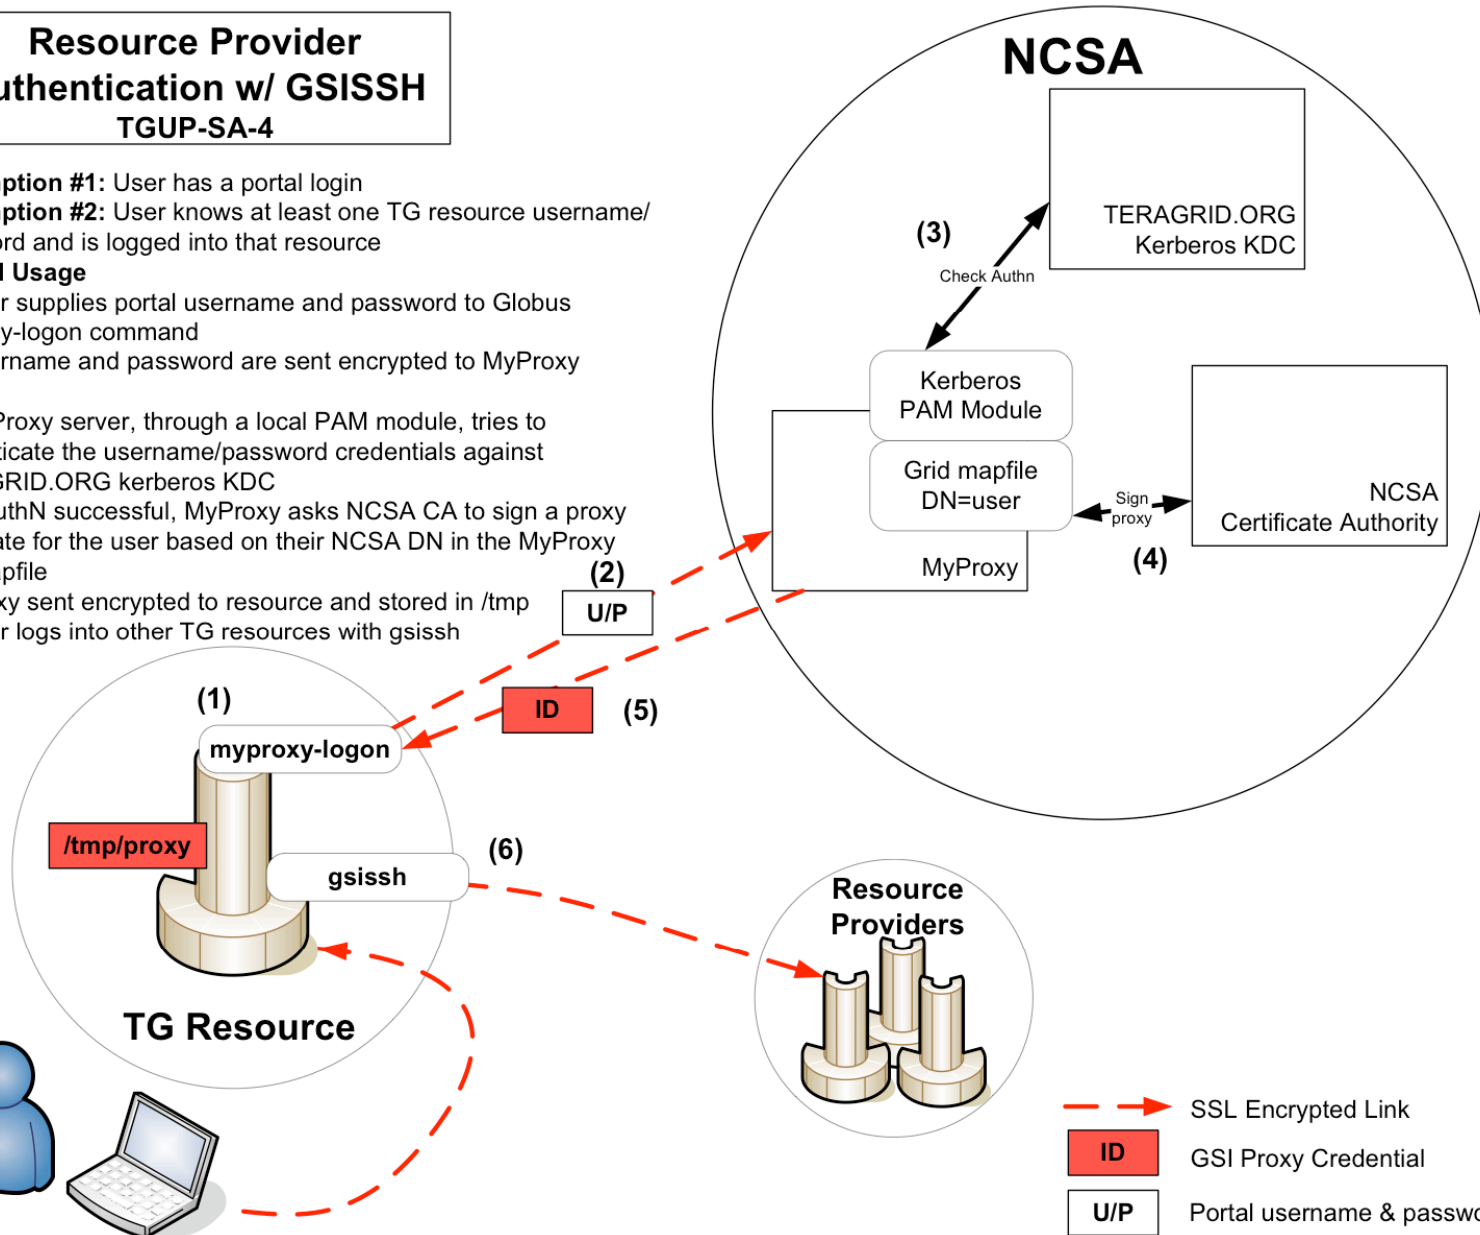 Resource Provider
uthentication w/ GSISSH
TGUP-SA-4
ption #1: User has a portal login
ption #2: User knows at least one TG resource username/
ord and is logged into that resource
l Usage
r supplies portal username and password to Globus
y-logon command
rname and password are sent encrypted to MyProxy
Proxy server, through a local PAM module, tries to
ticate the username/password credentials against
GRID.ORG kerberos KDC
uthN successful, MyProxy asks NCSA CA to sign a proxy
ate for the user based on their NCSA DN in the MyProxy
apfile
xy sent encrypted to resource and stored in /tmp
r logs into other TG resources with gsissh
NCSA
TERAGRID.ORG
Kerberos KDC
(3)
Check Authn
Kerberos
PAM Module
Grid mapfile
DN=user
MyProxy
Sign
proxy
(4)
NCSA
Certificate Authority
(2)
U/P
ID
(5)
(1)
myproxy-logon
/tmp/proxy
gsissh
(6)
TG Resource
Resource
Providers
SSL Encrypted Link
ID
GSI Proxy Credential
U/P
Portal username & passwo